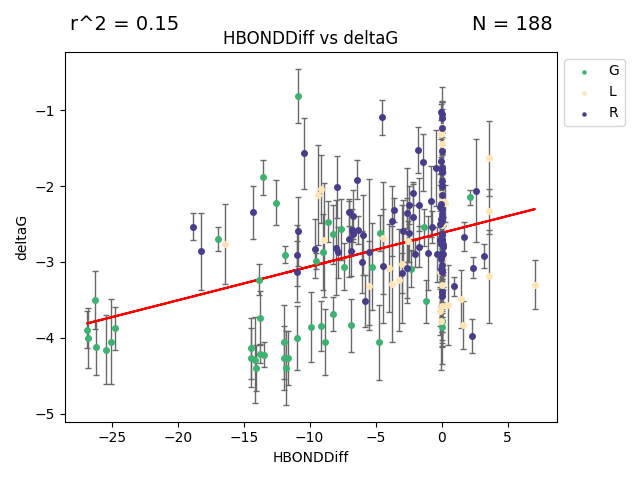 r^2 = 0.15 N = 188
HBONDDiff vs deltaG
G
L
R
−1
−2
−3
−4
−5
deltaG
−25 −20 −15 −10 −5 0 5
HBONDDiff